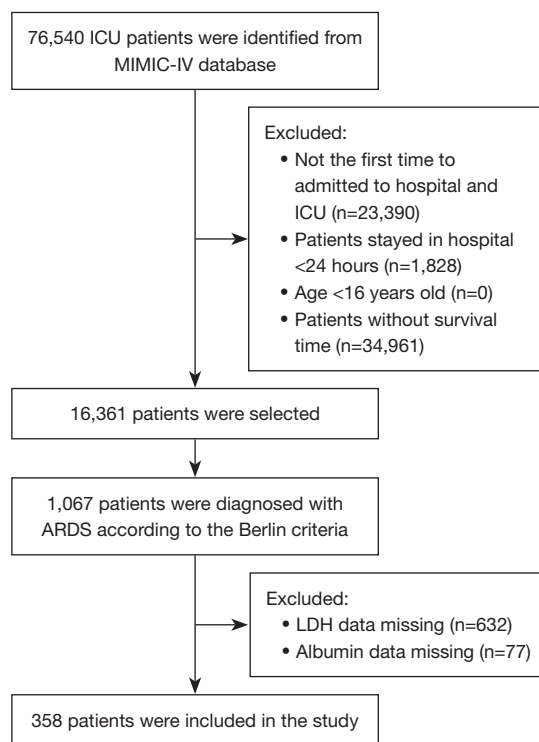 76,540 ICU patients were identified from
MIMIC-IV database
Excluded:
• Not the first time to
admitted to hospital and
ICU (n=23,390)
• Patients stayed in hospital
<24 hours (n=1,828)
• Age <16 years old (n=0)
• Patients without survival
time (n=34,961)
16,361 patients were selected
1,067 patients were diagnosed with
ARDS according to the Berlin criteria
Excluded:
• LDH data missing (n=632)
• Albumin data missing (n=77)
358 patients were included in the study